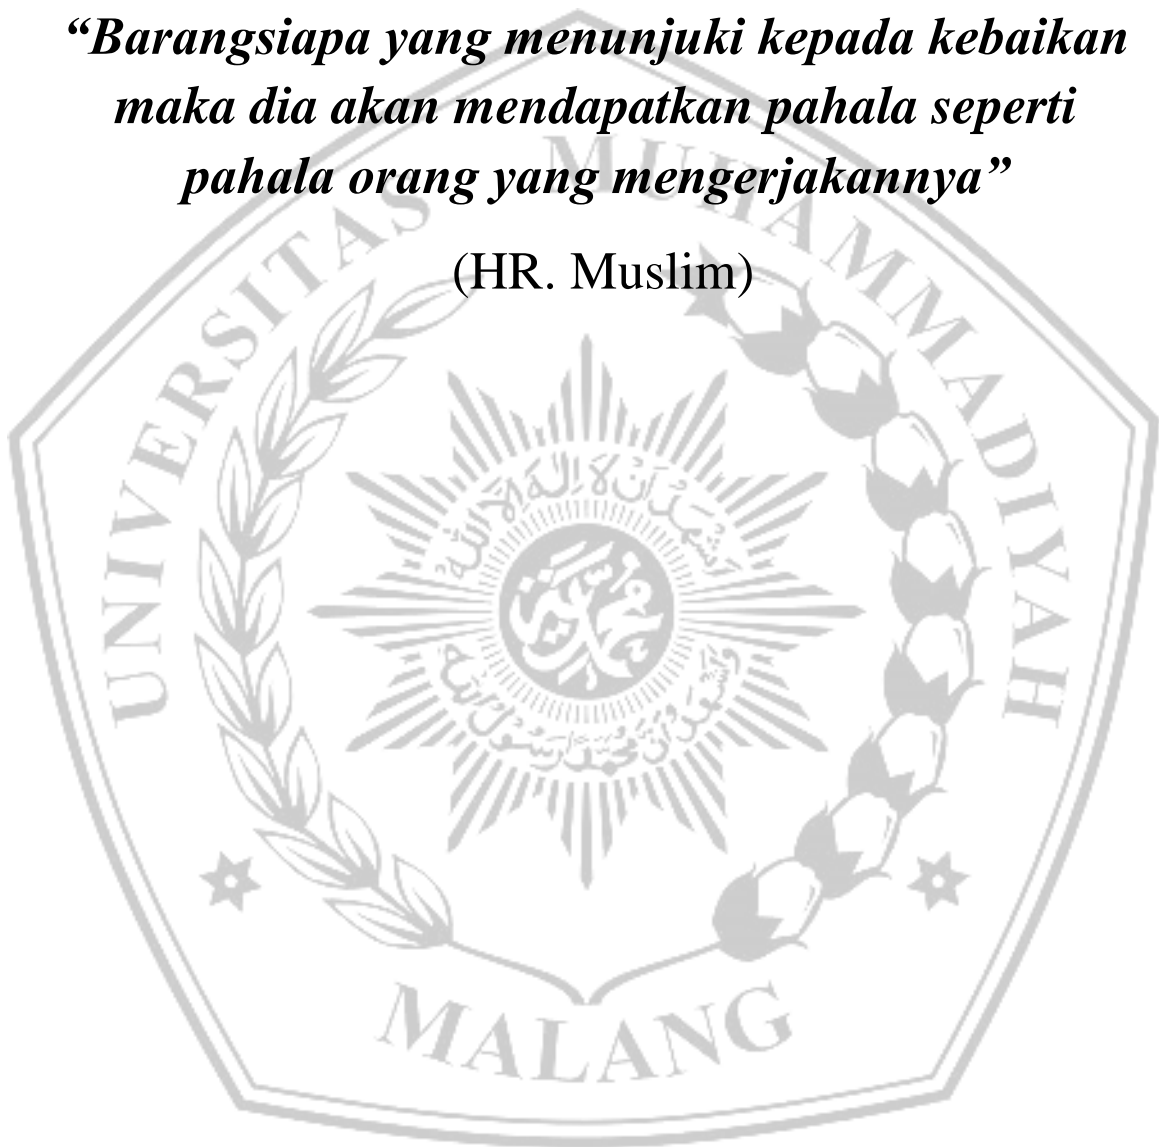 “Barangsiapa yang menunjuki kepada kebaikan
maka dia akan mendapatkan pahala seperti
pahala orang yang mengerjakannya”
(HR. Muslim)
UNIVERSITAS MUHAMMADIYAH
MALANG